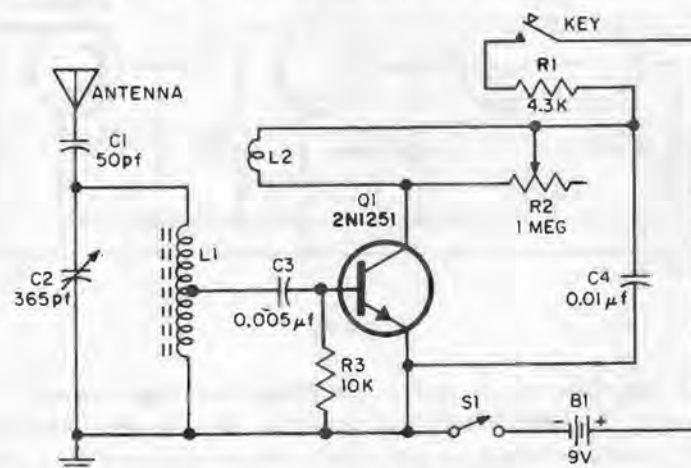 KEY
R1
4.3K
ANTENNA
C1
50pf
L2
Q1
2N1251
R2
1 MEG
L1
C3
0.005µf
C2
365pf
C4
0.01µf
R3
10K
S1
B1
- +
9V